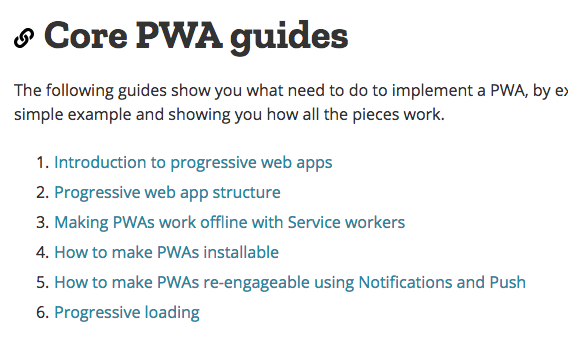 Core PWA guides
The following guides show you what need to do to implement a PWA, by ex
simple example and showing you how all the pieces work.
1. Introduction to progressive web apps
2. Progressive web app structure
3. Making PWAs work offline with Service workers
4. How to make PWAs installable
5. How to make PWAs re-engageable using Notifications and Push
6. Progressive loading